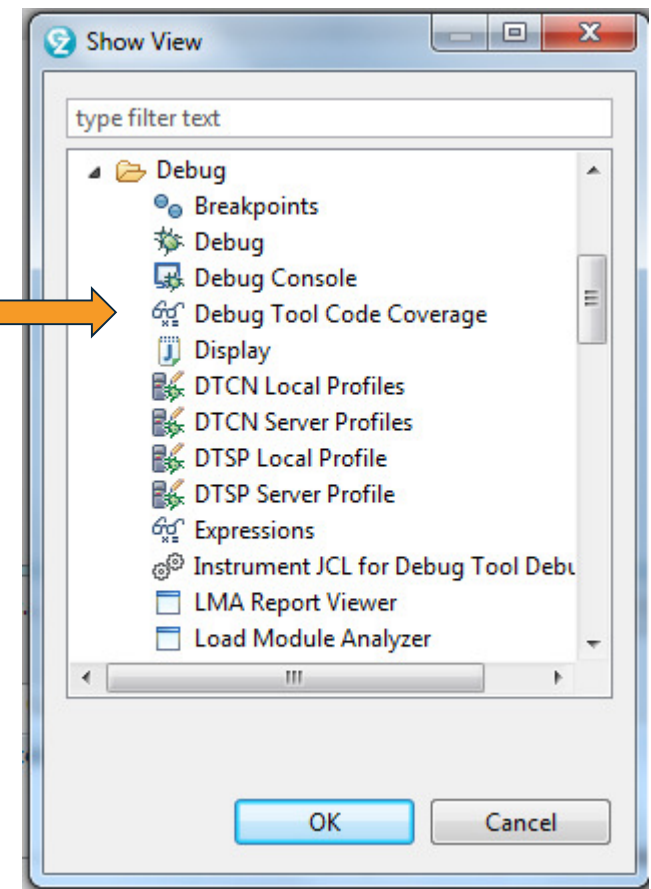 Show View
type filter text
Debug
Breakpoints
Debug
Debug Console
Debug Tool Code Coverage
Display
DTCN Local Profiles
DTCN Server Profiles
DTSP Local Profile
DTSP Server Profile
Expressions
Instrument JCL for Debug Tool Debu
LMA Report Viewer
Load Module Analyzer
OK Cancel